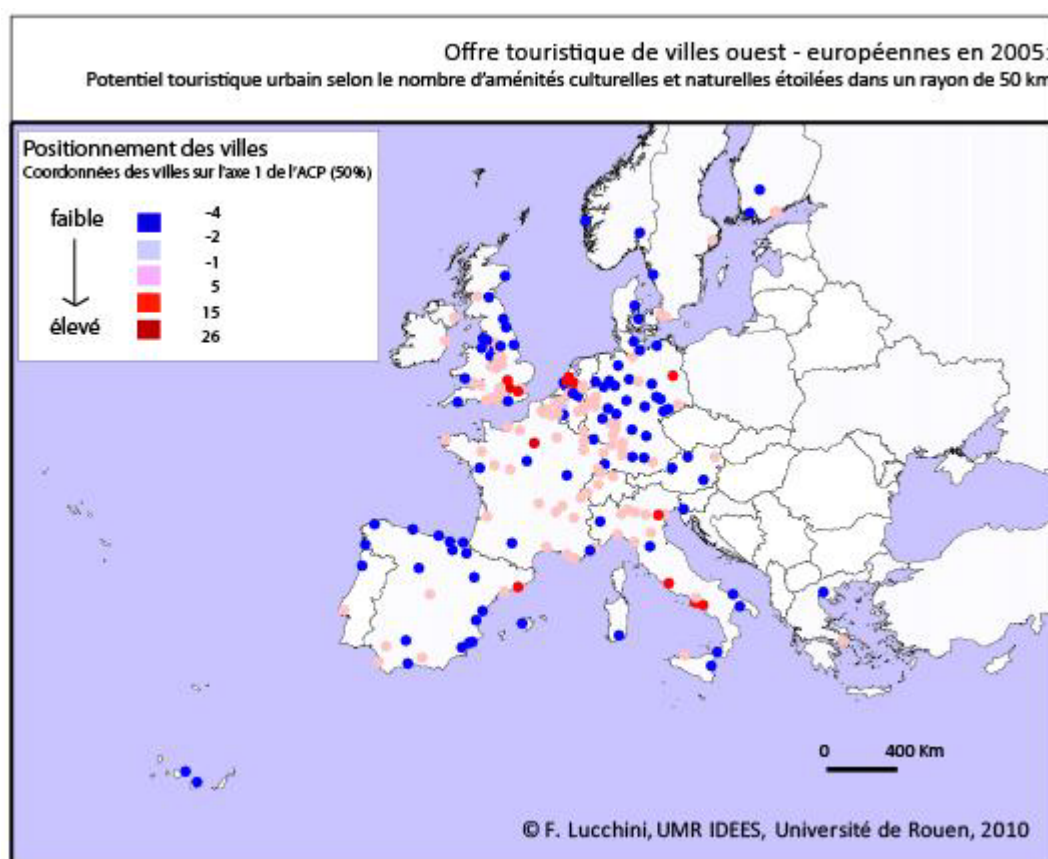 Offre touristique de villes ouest - européennes en 2005:
Potentiel touristique urbain selon le nombre d'aménités culturelles et naturelles étoilées dans un rayon de 50 km
Positionnement des villes
Coordonnées des villes sur l'axe 1 de l'ACP (50%)
faible
élevé
-4
-2
-1
5
15
26
0 400 Km
© F. Lucchini, UMR IDEES, Université de Rouen, 2010